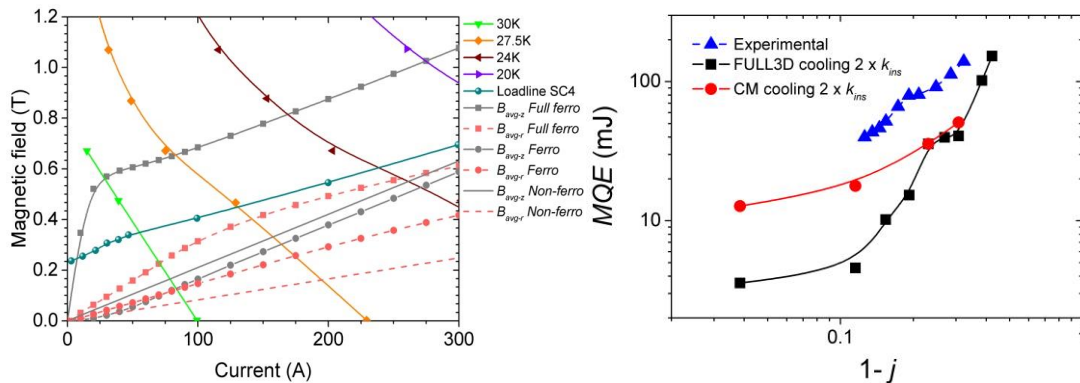 1.2
1.0
0.8
0.6
0.4
0.2
0.0
Magnetic field (T)
0
100
200
300
Current (A)
30K
27.5K
24K
20K
Loadline SC4
B_avg-z Full ferro
B_avg-r Full ferro
B_avg-z Ferro
B_avg-r Ferro
B_avg-z Non-ferro
B_avg-r Non-ferro
MQE (mJ)
100
10
Experimental
FULL3D cooling 2 x k_ins
CM cooling 2 x k_ins
0.1
1- j